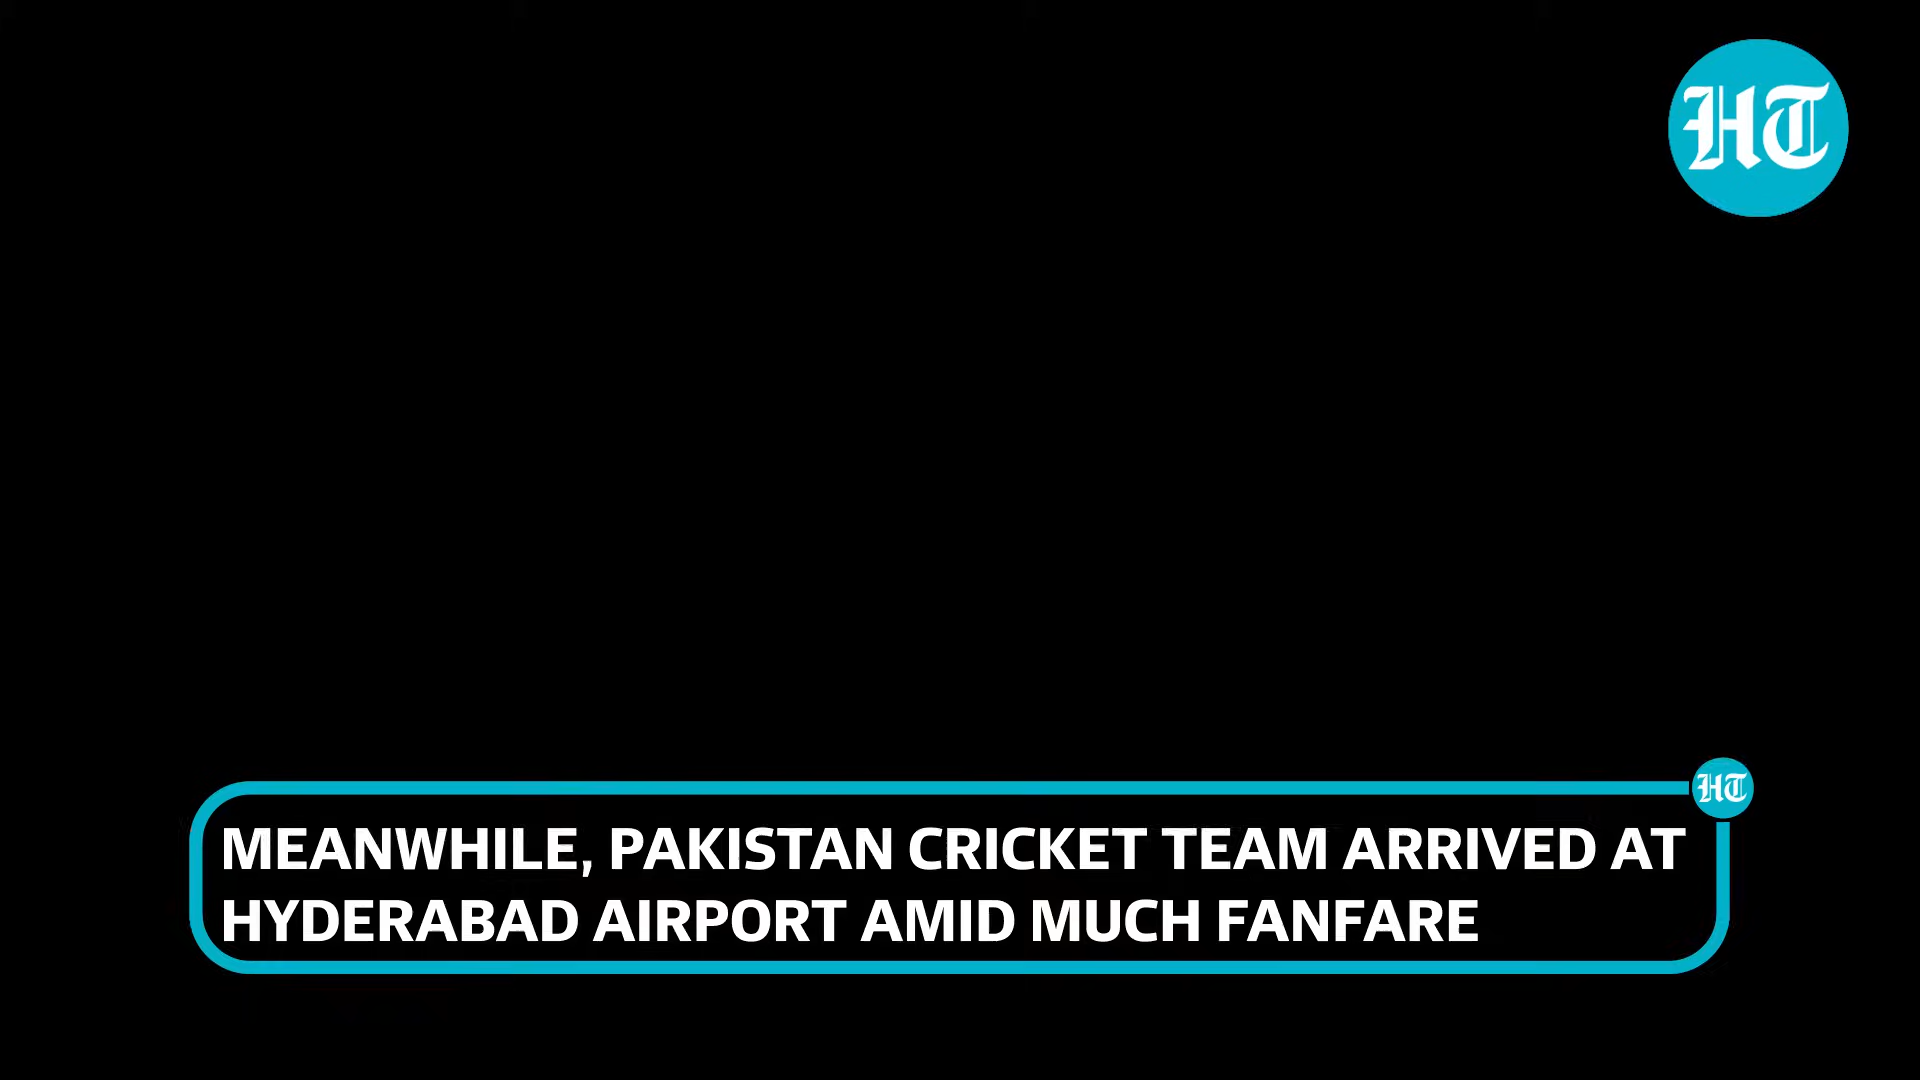 HT
HT
MEANWHILE, PAKISTAN CRICKET TEAM ARRIVED AT
HYDERABAD AIRPORT AMID MUCH FANFARE